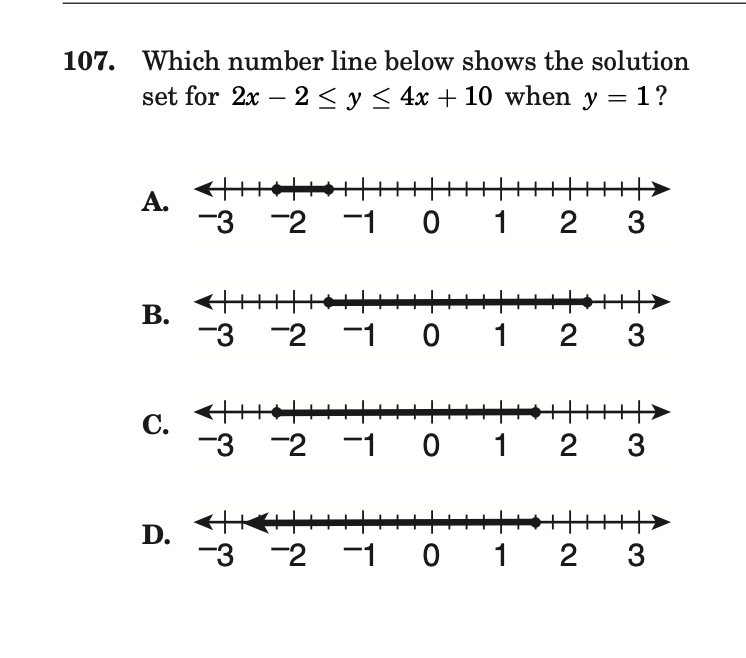 107. Which number line below shows the solution
set for 2x − 2 ≤ y ≤ 4x + 10 when y = 1?
A.
−3 −2 −1 0 1 2 3
B.
−3 −2 −1 0 1 2 3
C.
−3 −2 −1 0 1 2 3
D.
−3 −2 −1 0 1 2 3